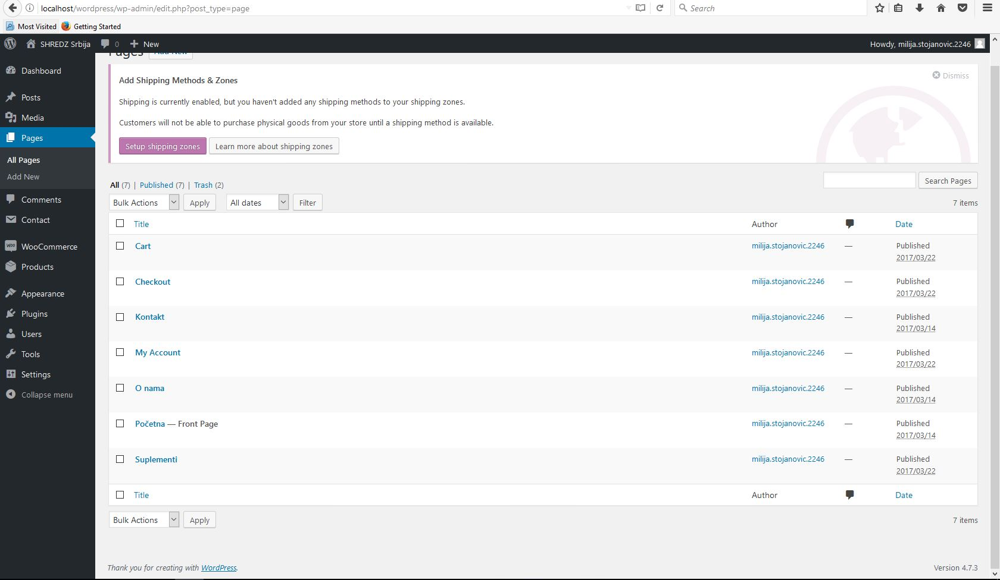 localhost/wordpress/wp-admin/edit.php?post_type=page
Search
Most Visited Getting Started
SHREDZ Srbija 0 New Howdy, milija.stojanovic.2246
Pages Add New
Dashboard
Posts
Media
Pages
All Pages
Add New
Comments
Contact
WooCommerce
Products
Appearance
Plugins
Users
Tools
Settings
Collapse menu
Add Shipping Methods & Zones
Dismiss
Shipping is currently enabled, but you haven't added any shipping methods to your shipping zones.
Customers will not be able to purchase physical goods from your store until a shipping method is available.
Setup shipping zones Learn more about shipping zones
All (7) | Published (7) | Trash (2)
Search Pages
Bulk Actions Apply All dates Filter 7 items
Title Author Date
Cart milija.stojanovic.2246 — Published
2017/03/22
Checkout milija.stojanovic.2246 — Published
2017/03/22
Kontakt milija.stojanovic.2246 — Published
2017/03/14
My Account milija.stojanovic.2246 — Published
2017/03/22
O nama milija.stojanovic.2246 — Published
2017/03/14
Početna — Front Page milija.stojanovic.2246 — Published
2017/03/14
Suplementi milija.stojanovic.2246 — Published
2017/03/22
Title Author Date
Bulk Actions Apply 7 items
Thank you for creating with WordPress. Version 4.7.3